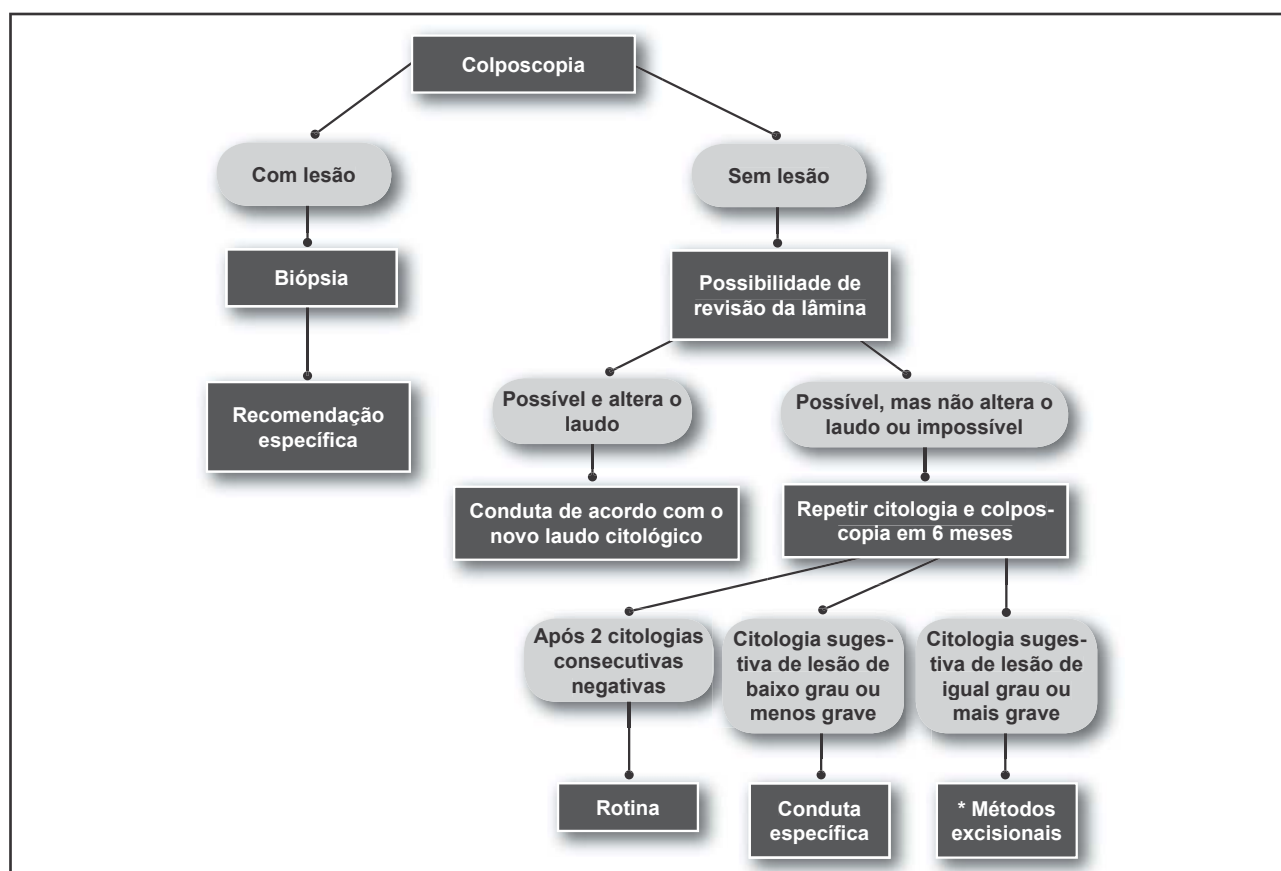 Colposcopia
Com lesão
Sem lesão
Biópsia
Possibilidade de
revisão da lâmina
Recomendação
específica
Possível e altera o
laudo
Possível, mas não altera o
laudo ou impossível
Conduta de acordo com o
novo laudo citológico
Repetir citologia e colpos-
copia em 6 meses
Após 2 citologias
consecutivas
negativas
Citologia suges-
tiva de lesão de
baixo grau ou
menos grave
Citologia suges-
tiva de lesão de
igual grau ou
mais grave
Rotina
Conduta
específica
* Métodos
excisionais